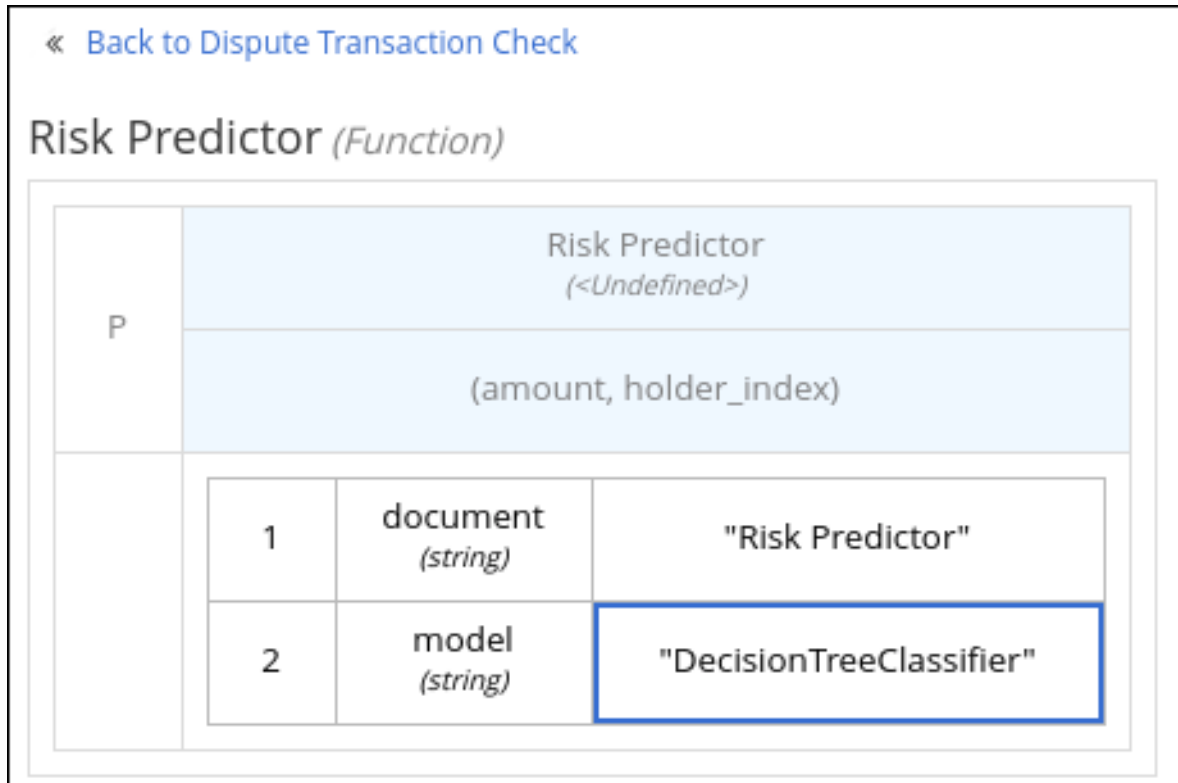 « Back to Dispute Transaction Check
Risk Predictor (Function)
P
Risk Predictor
(<Undefined>)
(amount, holder_index)
1
document
(string)
"Risk Predictor"
2
model
(string)
"DecisionTreeClassifier"